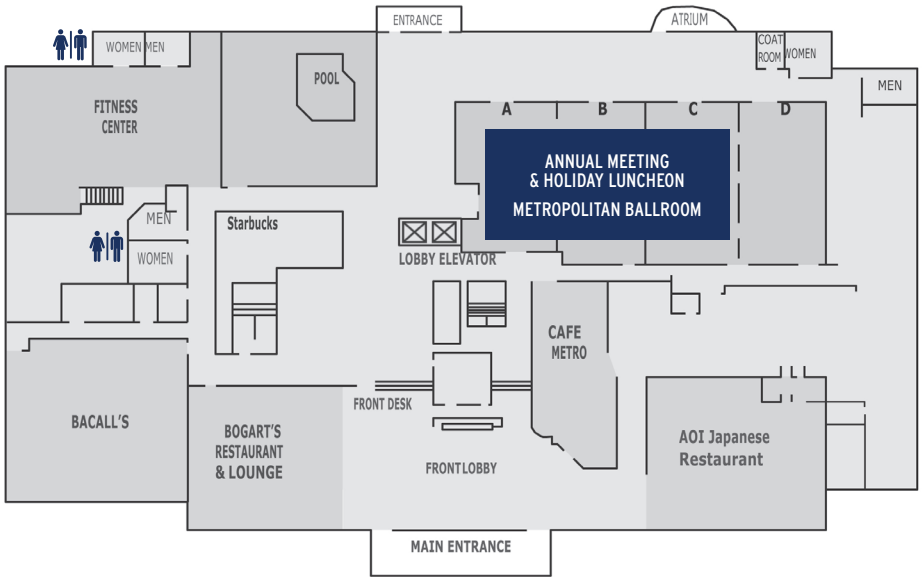 ENTRANCE
ATRIUM
WOMEN MEN
COAT
ROOM
WOMEN
MEN
POOL
FITNESS
CENTER
A B C D
ANNUAL MEETING
& HOLIDAY LUNCHEON
METROPOLITAN BALLROOM
MEN
WOMEN
Starbucks
LOBBY ELEVATOR
CAFE
METRO
FRONT DESK
BACALL'S
BOGART'S
RESTAURANT
& LOUNGE
FRONT LOBBY
AOI Japanese
Restaurant
MAIN ENTRANCE